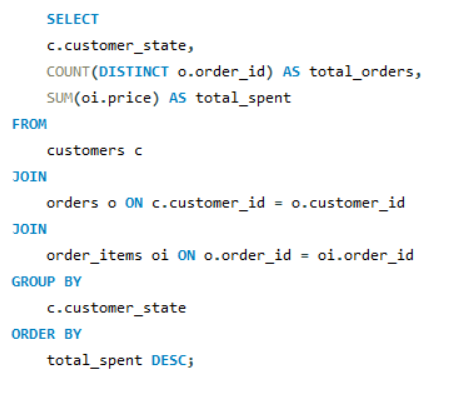 SELECT
c.customer_state,
COUNT(DISTINCT o.order_id) AS total_orders,
SUM(oi.price) AS total_spent
FROM
customers c
JOIN
orders o ON c.customer_id = o.customer_id
JOIN
order_items oi ON o.order_id = oi.order_id
GROUP BY
c.customer_state
ORDER BY
total_spent DESC;